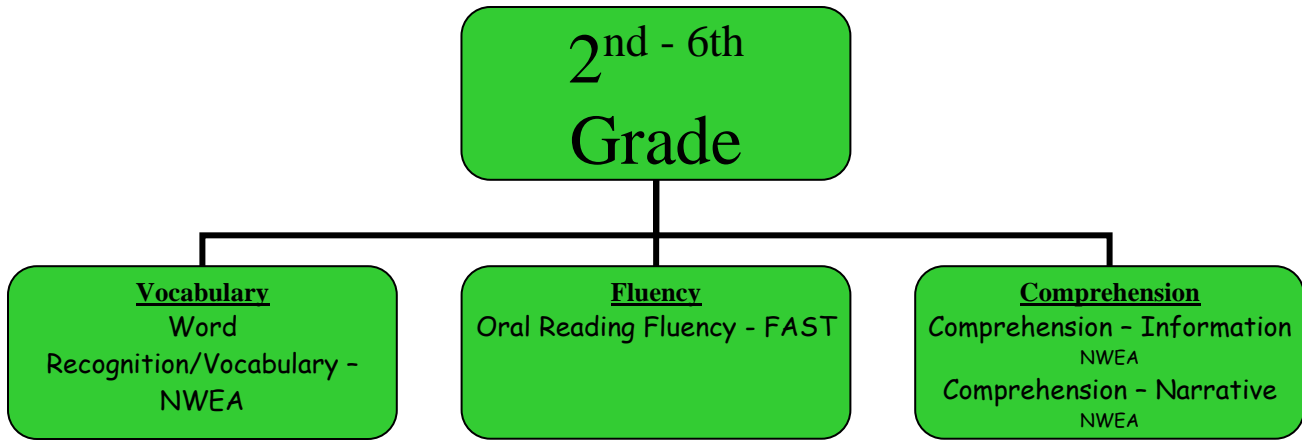 2nd - 6th
Grade
Vocabulary
Word
Recognition/Vocabulary –
NWEA
Fluency
Oral Reading Fluency - FAST
Comprehension
Comprehension – Information
NWEA
Comprehension – Narrative
NWEA